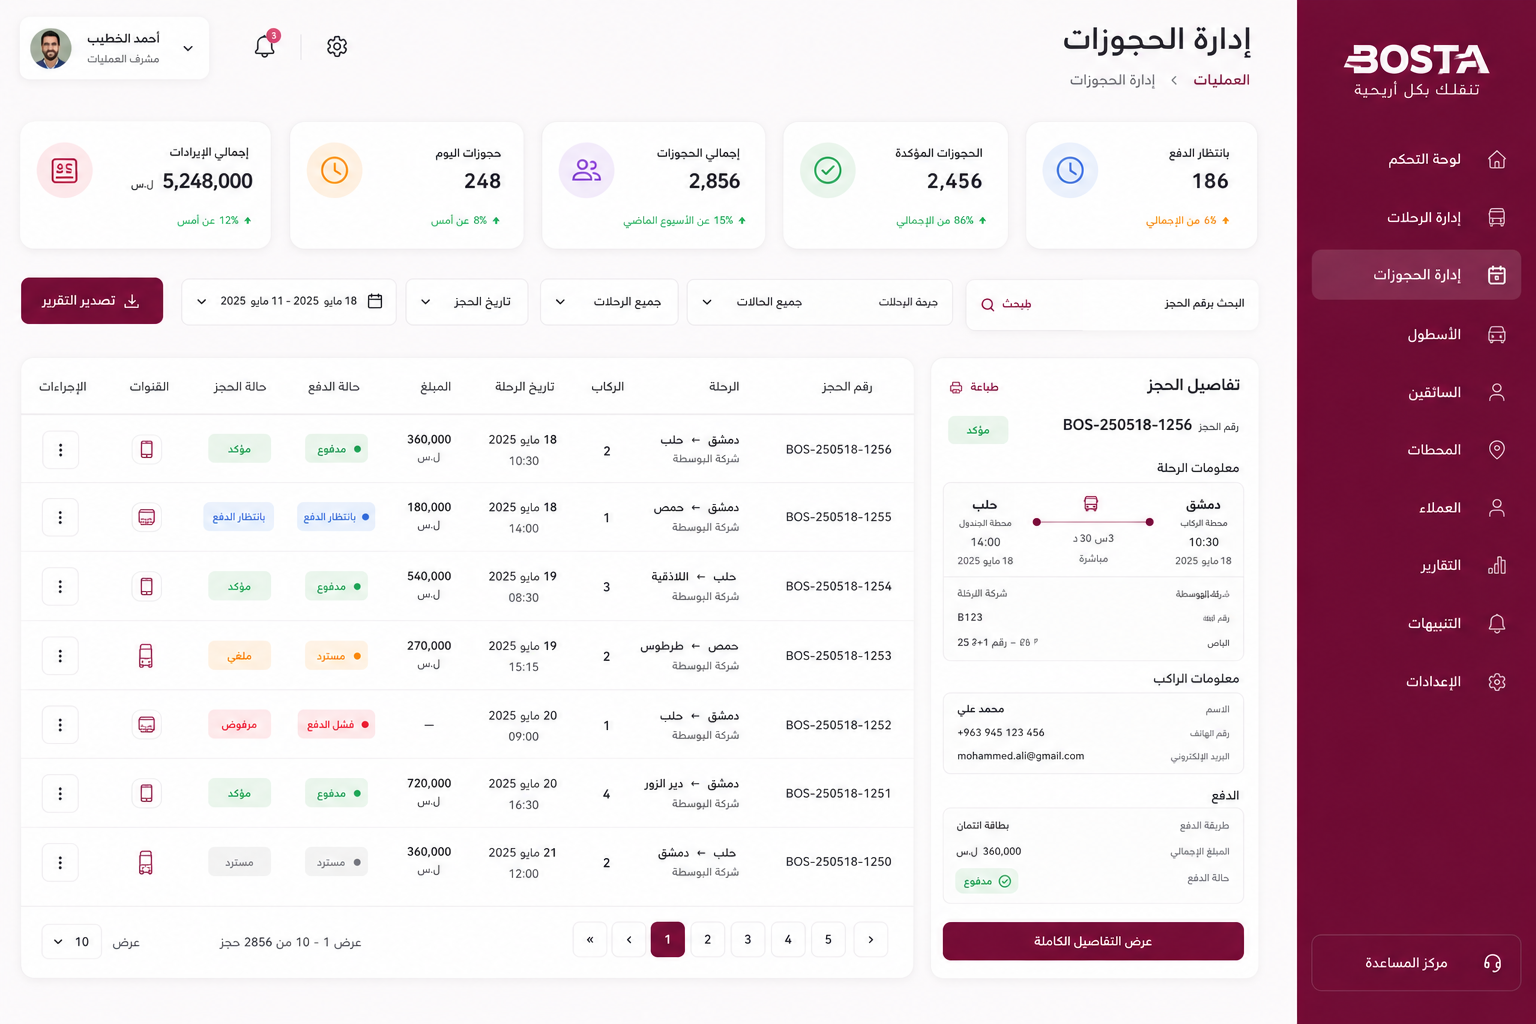 BOSTA
تنقلك بكل أريحية
لوحة التحكم
إدارة الرحلات
إدارة الحجوزات
الأسطول
السائقين
المحطات
العملاء
التقارير
التنبيهات
الإعدادات
مركز المساعدة
إدارة الحجوزات
العمليات › إدارة الحجوزات
3
أحمد الخطيب
مشرف العمليات
بانتظار الدفع
186
6% من الإجمالي
الحجوزات المؤكدة
2,456
86% من الإجمالي
إجمالي الحجوزات
2,856
15% عن الأسبوع الماضي
حجوزات اليوم
248
8% عن أمس
إجمالي الإيرادات
5,248,000 ل.س
12% عن أمس
البحث برقم الحجز
جميع الحالات
جميع الرحلات
تاريخ الحجز
18 مايو 2025 - 11 مايو 2025
تصدير التقرير
تفاصيل الحجز
طباعة
رقم الحجز BOS-250518-1256
مؤكد
معلومات الرحلة
دمشق
محطة الركاب
10:30
18 مايو 2025
3س 30 د
مباشرة
حلب
14:00
18 مايو 2025
B123
الباص
معلومات الراكب
الاسم محمد علي
رقم الهاتف +963 945 123 456
البريد الإلكتروني mohammed.ali@gmail.com
الدفع
طريقة الدفع بطاقة ائتمان
المبلغ الإجمالي 360,000 ل.س
حالة الدفع مدفوع
عرض التفاصيل الكاملة
رقم الحجز الرحلة الركاب تاريخ الرحلة المبلغ حالة الدفع حالة الحجز القنوات الإجراءات
BOS-250518-1256 دمشق ← حلب 2 18 مايو 2025 360,000 مدفوع مؤكد
شركة البوسطة 10:30 ل.س
BOS-250518-1255 دمشق ← حمص 1 18 مايو 2025 180,000 بانتظار الدفع بانتظار الدفع
شركة البوسطة 14:00 ل.س
BOS-250518-1254 حلب ← اللاذقية 3 19 مايو 2025 540,000 مدفوع مؤكد
شركة البوسطة 08:30 ل.س
BOS-250518-1253 حمص ← طرطوس 2 19 مايو 2025 270,000 مسترد ملغي
شركة البوسطة 15:15 ل.س
BOS-250518-1252 دمشق ← حلب 1 20 مايو 2025 — فشل الدفع مرفوض
شركة البوسطة 09:00
BOS-250518-1251 دمشق ← دير الزور 4 20 مايو 2025 720,000 مدفوع مؤكد
شركة البوسطة 16:30 ل.س
BOS-250518-1250 حلب ← دمشق 2 21 مايو 2025 360,000 مسترد مسترد
شركة البوسطة 12:00 ل.س
« ‹ 1 2 3 4 5 ›
عرض 1 - 10 من 2856 حجز
عرض 10